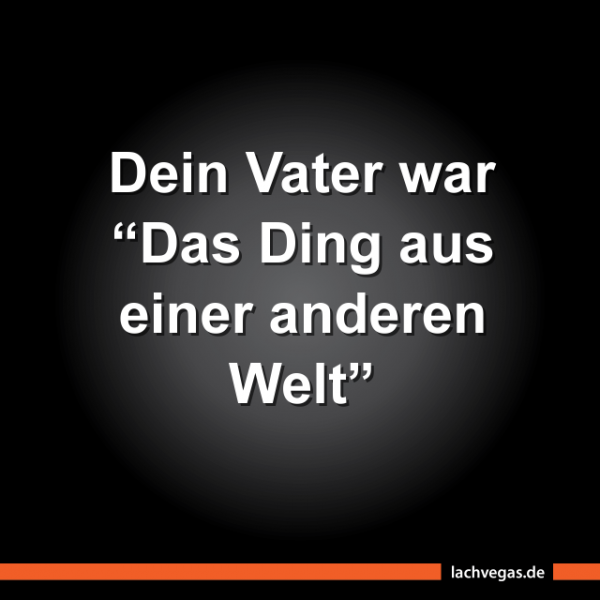 Dein Vater war
“Das Ding aus
einer anderen
Welt”
lachvegas.de